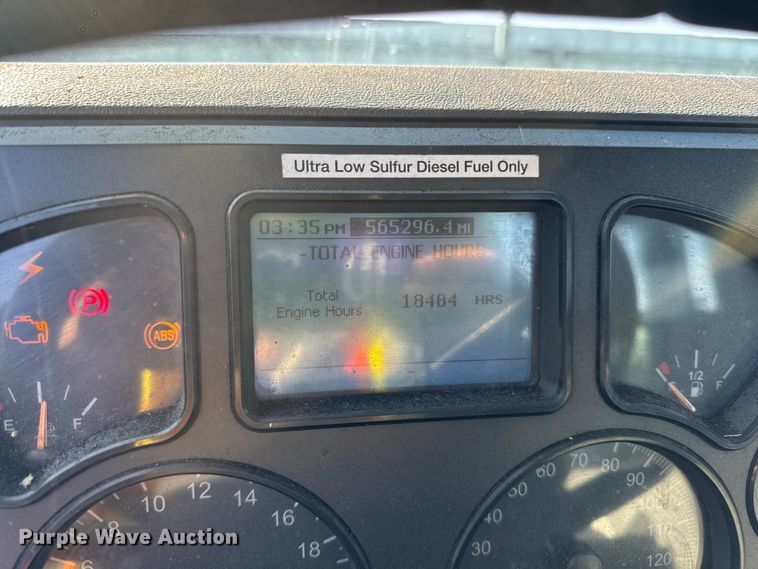 Ultra Low Sulfur Diesel Fuel Only
03:35 PM 565296.4 MI
-TOTAL ENGINE HOURS
Total
Engine Hours 18484 HRS
P
ABS
E F
1/2 F
6 8 10 12 14 16 18
30 40 50 60 70 80 90 110 120
Purple Wave Auction